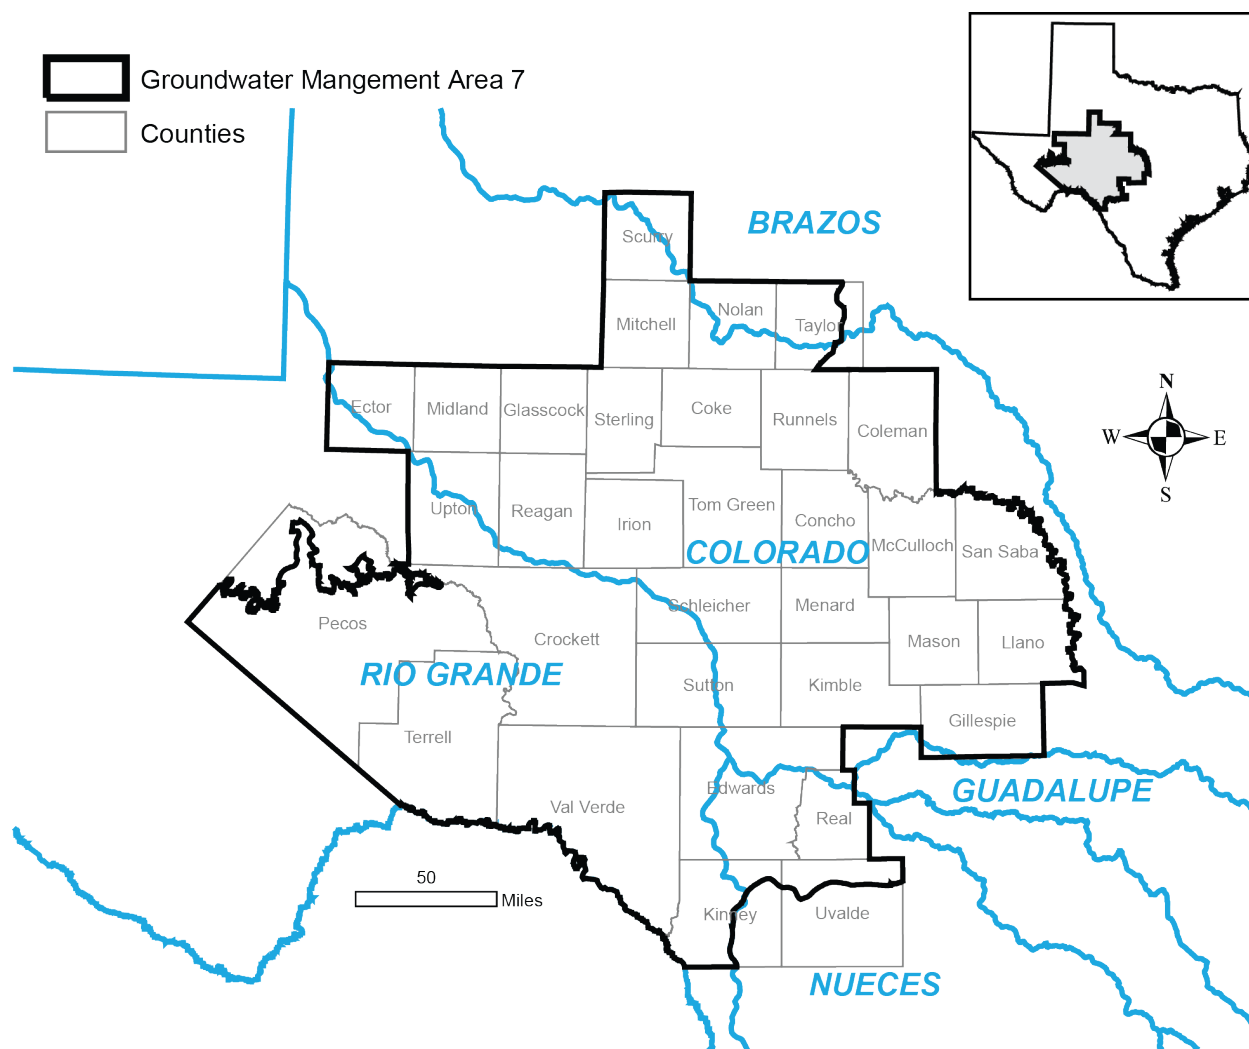 Groundwater Mangement Area 7
Counties
BRAZOS
Scurry
Nolan
Mitchell
Taylor
N
W
E
S
Ector
Midland
Glasscock
Sterling
Coke
Runnels
Coleman
Upton
Reagan
Irion
Tom Green
Concho
COLORADO
McCulloch
San Saba
Schleicher
Menard
Pecos
Crockett
Mason
Llano
RIO GRANDE
Sutton
Kimble
Gillespie
Terrell
Edwards
GUADALUPE
Val Verde
Real
50
Miles
Kinney
Uvalde
NUECES